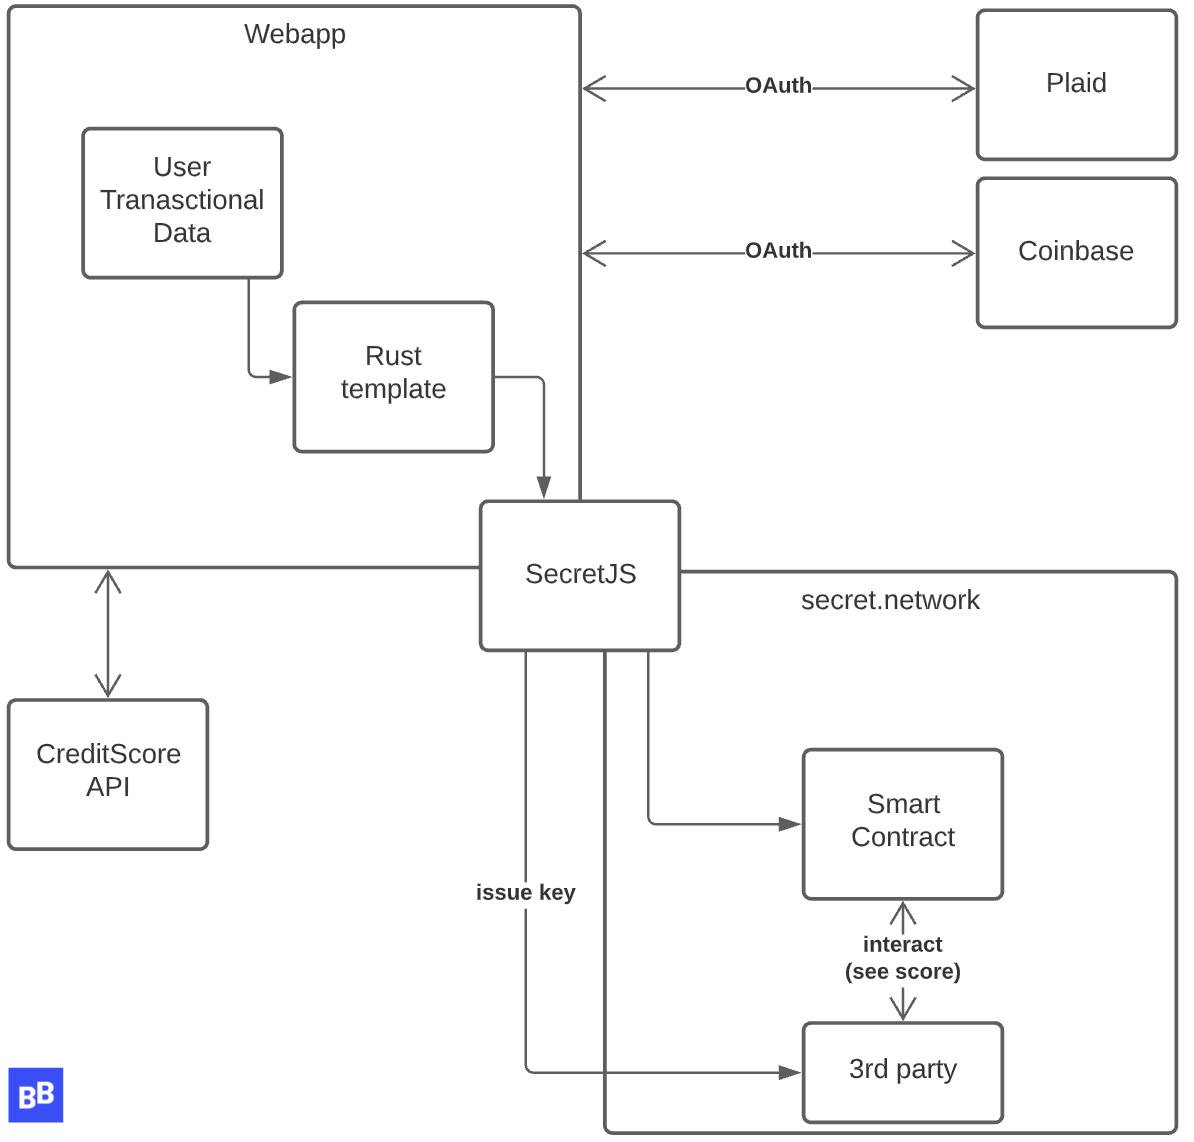 Webapp
OAuth
Plaid
User
Tranasctional
Data
OAuth
Coinbase
Rust
template
SecretJS
secret.network
CreditScore
API
Smart
Contract
issue key
interact
(see score)
3rd party
BB